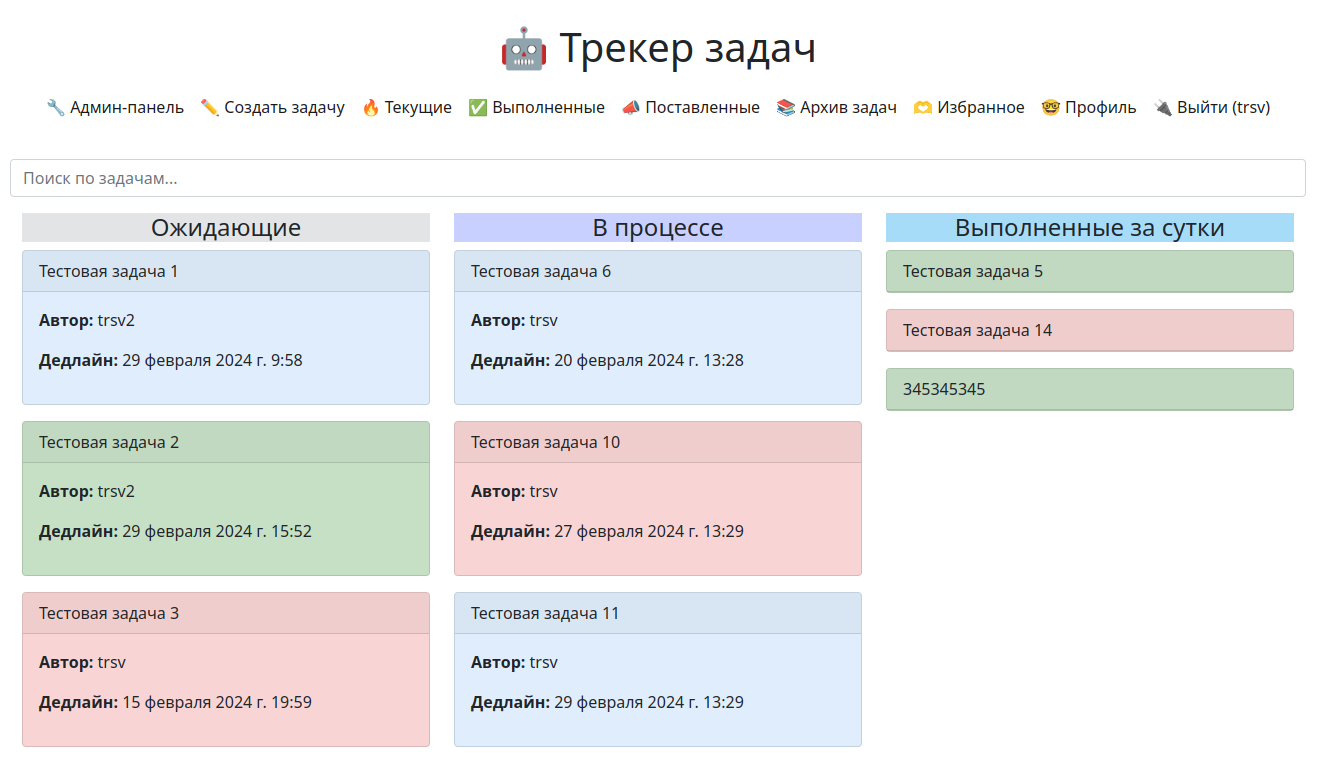 🤖 Трекер задач
🔧 Админ-панель ✏️ Создать задачу 🔥 Текущие ✅ Выполненные 📣 Поставленные 📚 Архив задач 🫶 Избранное 🤓 Профиль 🔌 Выйти (trsv)
Поиск по задачам...
Ожидающие
Тестовая задача 1
Автор: trsv2
Дедлайн: 29 февраля 2024 г. 9:58
Тестовая задача 2
Автор: trsv2
Дедлайн: 29 февраля 2024 г. 15:52
Тестовая задача 3
Автор: trsv
Дедлайн: 15 февраля 2024 г. 19:59
В процессе
Тестовая задача 6
Автор: trsv
Дедлайн: 20 февраля 2024 г. 13:28
Тестовая задача 10
Автор: trsv
Дедлайн: 27 февраля 2024 г. 13:29
Тестовая задача 11
Автор: trsv
Дедлайн: 29 февраля 2024 г. 13:29
Выполненные за сутки
Тестовая задача 5
Тестовая задача 14
345345345